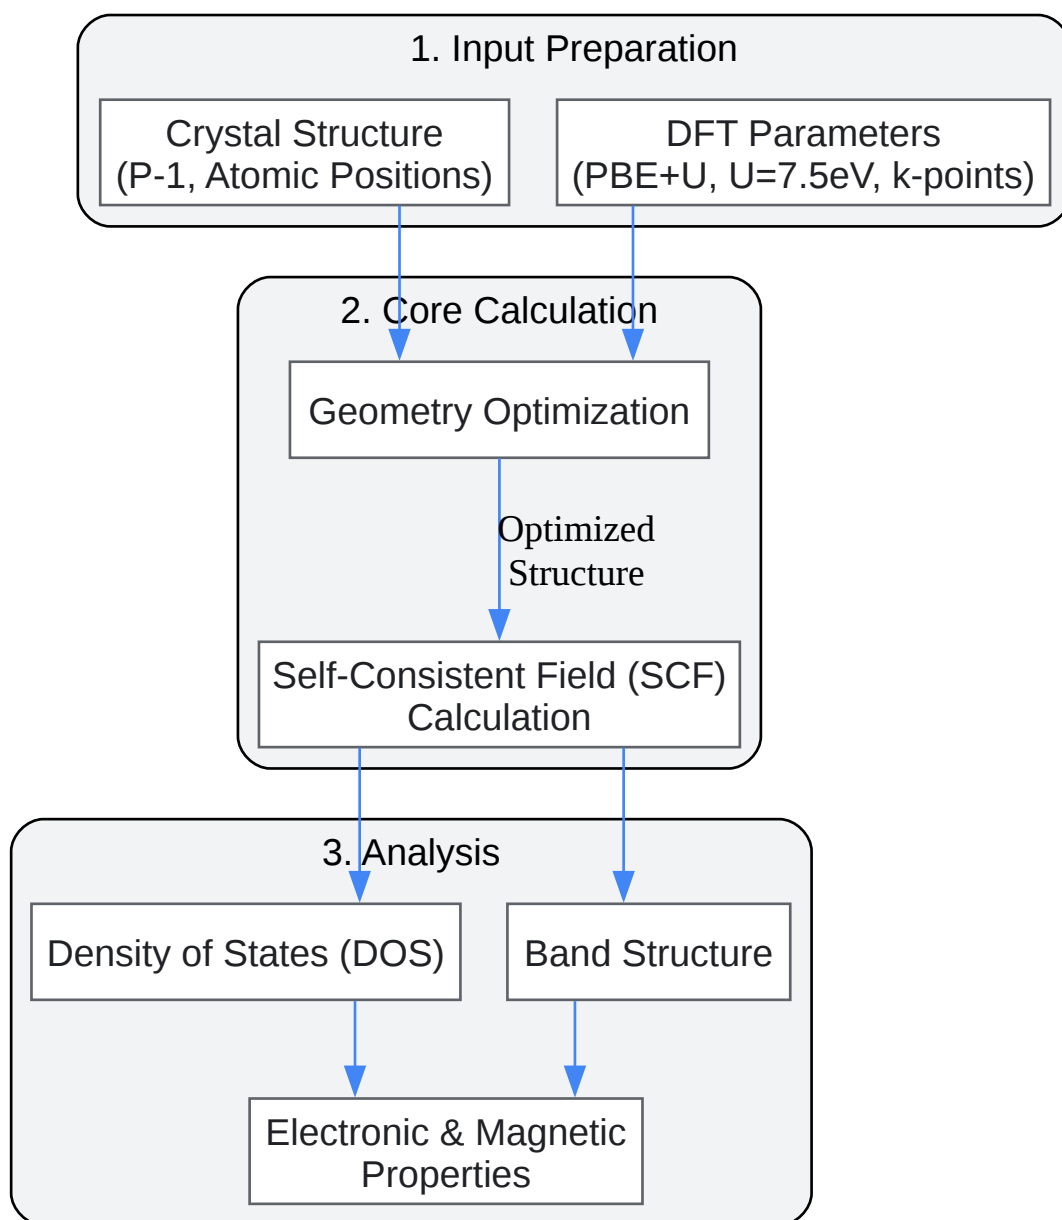 1. Input Preparation
Crystal Structure
(P-1, Atomic Positions)
DFT Parameters
(PBE+U, U=7.5eV, k-points)
2. Core Calculation
Geometry Optimization
Optimized
Structure
Self-Consistent Field (SCF)
Calculation
3. Analysis
Density of States (DOS)
Band Structure
Electronic & Magnetic
Properties